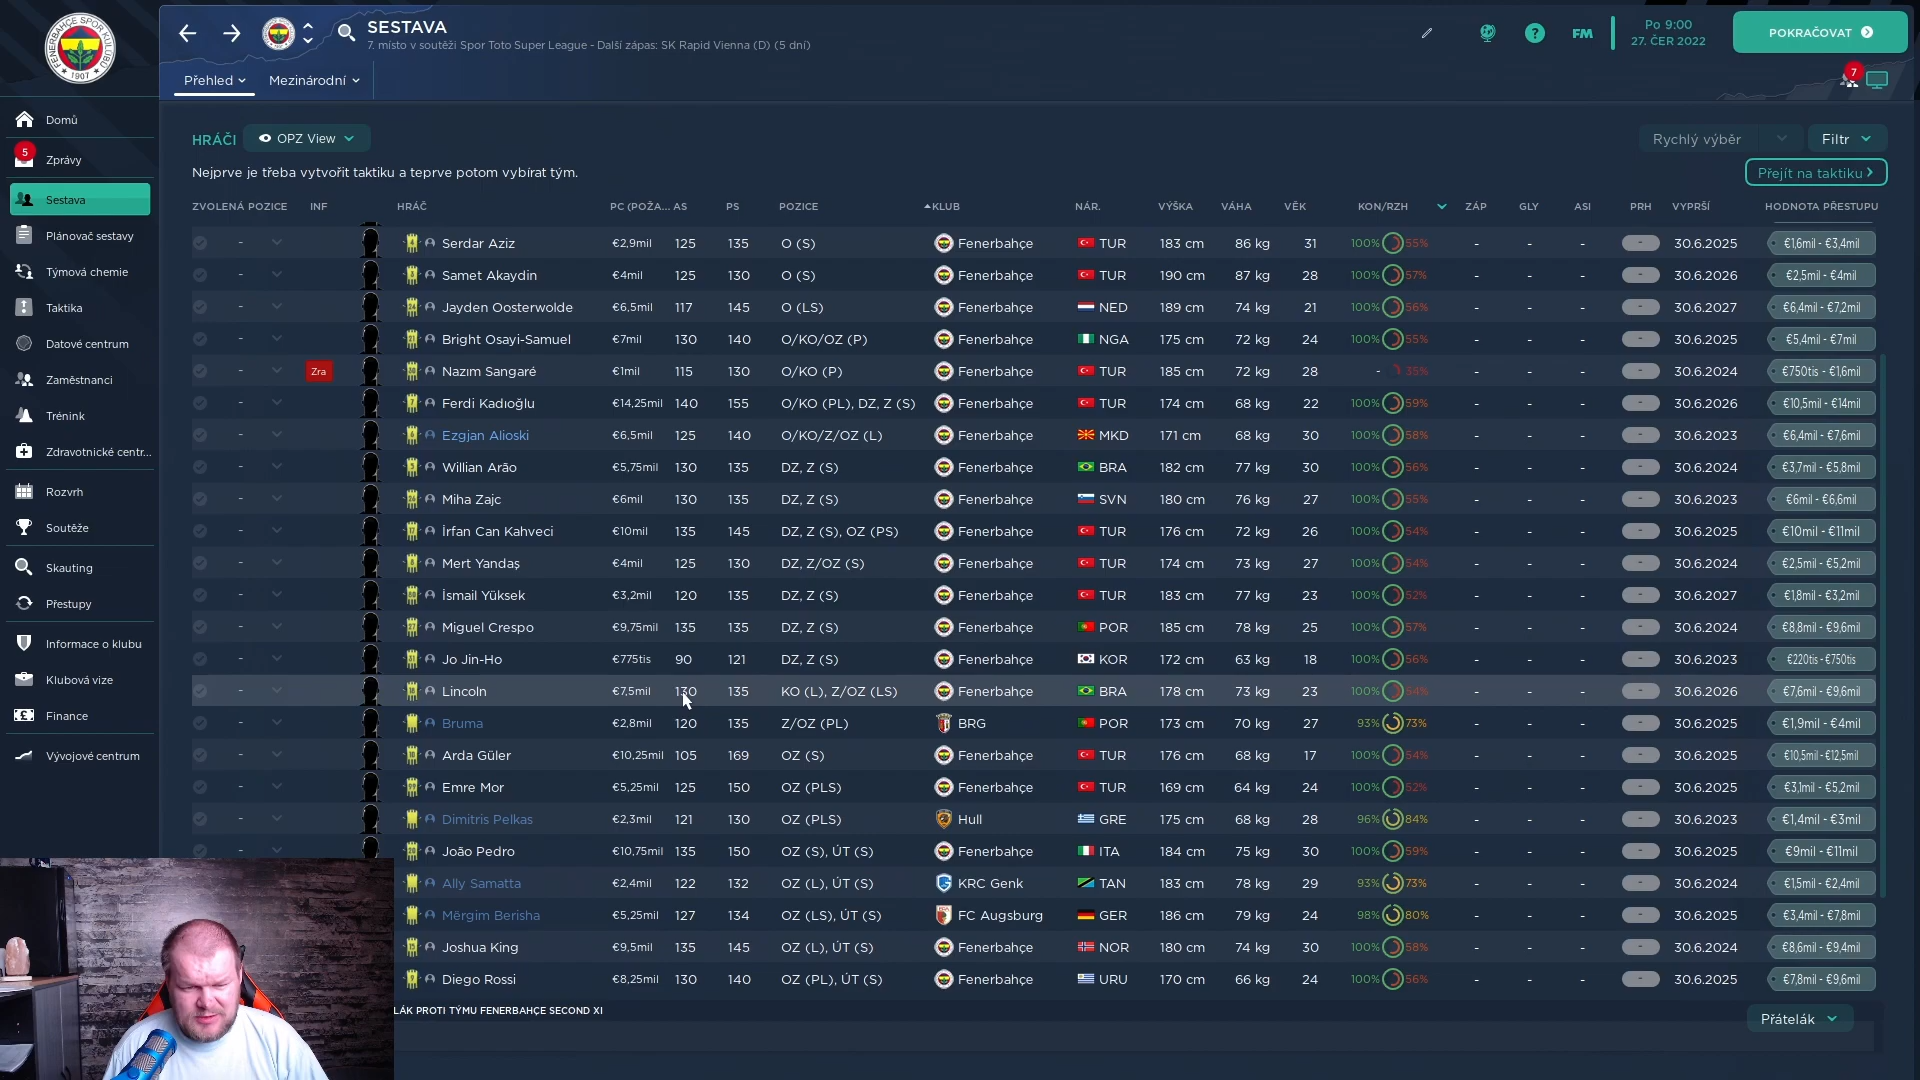 SESTAVA
7. místo v soutěži Spor Toto Super League - Další zápas: SK Rapid Vienna (D) (5 dní)
FM
Po 9:00
27. ČER 2022
POKRAČOVAT
Přehled
Mezinárodní
7
FENERBAHÇE SPOR KULÜBÜ
1907
Domů
5
Zprávy
Sestava
Plánovač sestavy
Týmová chemie
Taktika
Datové centrum
Zaměstnanci
Trénink
Zdravotnické centr...
Rozvrh
Soutěže
Skauting
Přestupy
Informace o klubu
Klubová vize
Finance
Vývojové centrum
HRÁČI
OPZ View
Rychlý výběr
Filtr
Nejprve je třeba vytvořit taktiku a teprve potom vybírat tým.
Přejít na taktiku
ZVOLENÁ POZICE INF HRÁČ PC (POŽA... AS PS POZICE KLUB NÁR. VÝŠKA VÁHA VĚK KON/RZH ZÁP GLY ASI PRH VYPRŠÍ HODNOTA PŘESTUPU
- Serdar Aziz €2,9mil 125 135 O (S) Fenerbahçe TUR 183 cm 86 kg 31 100% 55% - - - - 30.6.2025 €1,6mil - €3,4mil
- Samet Akaydin €4mil 125 130 O (S) Fenerbahçe TUR 190 cm 87 kg 28 100% 57% - - - - 30.6.2026 €2,5mil - €4mil
- Jayden Oosterwolde €6,5mil 117 145 O (LS) Fenerbahçe NED 189 cm 74 kg 21 100% 56% - - - - 30.6.2027 €6,4mil - €7,2mil
- Bright Osayi-Samuel €7mil 130 140 O/KO/OZ (P) Fenerbahçe NGA 175 cm 72 kg 24 100% 55% - - - - 30.6.2025 €5,4mil - €7mil
- Zra Nazım Sangaré €1mil 115 130 O/KO (P) Fenerbahçe TUR 185 cm 72 kg 28 - 35% - - - - 30.6.2024 €750tis - €1,6mil
- Ferdi Kadıoğlu €14,25mil 140 155 O/KO (PL), DZ, Z (S) Fenerbahçe TUR 174 cm 68 kg 22 100% 59% - - - - 30.6.2026 €10,5mil - €14mil
- Ezgjan Alioski €6,5mil 125 140 O/KO/Z/OZ (L) Fenerbahçe MKD 171 cm 68 kg 30 100% 58% - - - - 30.6.2023 €6,4mil - €7,6mil
- Willian Arão €5,75mil 130 135 DZ, Z (S) Fenerbahçe BRA 182 cm 77 kg 30 100% 56% - - - - 30.6.2024 €3,7mil - €5,8mil
- Miha Zajc €6mil 130 135 DZ, Z (S) Fenerbahçe SVN 180 cm 76 kg 27 100% 55% - - - - 30.6.2023 €6mil - €6,6mil
- İrfan Can Kahveci €10mil 135 145 DZ, Z (S), OZ (PS) Fenerbahçe TUR 176 cm 72 kg 26 100% 54% - - - - 30.6.2025 €10mil - €11mil
- Mert Yandaş €4mil 125 130 DZ, Z/OZ (S) Fenerbahçe TUR 174 cm 73 kg 27 100% 54% - - - - 30.6.2024 €2,5mil - €5,2mil
- İsmail Yüksek €3,2mil 120 135 DZ, Z (S) Fenerbahçe TUR 183 cm 77 kg 23 100% 52% - - - - 30.6.2027 €1,8mil - €3,2mil
- Miguel Crespo €9,75mil 135 135 DZ, Z (S) Fenerbahçe POR 185 cm 78 kg 25 100% 57% - - - - 30.6.2024 €8,8mil - €9,6mil
- Jo Jin-Ho €775tis 90 121 DZ, Z (S) Fenerbahçe KOR 172 cm 63 kg 18 100% 56% - - - - 30.6.2023 €220tis - €750tis
- Lincoln €7,5mil 130 135 KO (L), Z/OZ (LS) Fenerbahçe BRA 178 cm 73 kg 23 100% 54% - - - - 30.6.2026 €7,6mil - €9,6mil
- Bruma €2,8mil 120 135 Z/OZ (PL) BRG POR 173 cm 70 kg 27 93% 73% - - - - 30.6.2025 €1,9mil - €4mil
- Arda Güler €10,25mil 105 169 OZ (S) Fenerbahçe TUR 176 cm 68 kg 17 100% 54% - - - - 30.6.2025 €10,5mil - €12,5mil
- Emre Mor €5,25mil 125 150 OZ (PLS) Fenerbahçe TUR 169 cm 64 kg 24 100% 52% - - - - 30.6.2025 €3,1mil - €5,2mil
- Dimitris Pelkas €2,3mil 121 130 OZ (PLS) Hull GRE 175 cm 68 kg 28 96% 84% - - - - 30.6.2023 €1,4mil - €3mil
João Pedro €10,75mil 135 150 OZ (S), ÚT (S) Fenerbahçe ITA 184 cm 75 kg 30 100% 59% - - - - 30.6.2025 €9mil - €11mil
Ally Samatta €2,4mil 122 132 OZ (L), ÚT (S) KRC Genk TAN 183 cm 78 kg 29 93% 73% - - - - 30.6.2024 €1,5mil - €2,4mil
Mërgim Berisha €5,25mil 127 134 OZ (LS), ÚT (S) FC Augsburg GER 186 cm 79 kg 24 98% 80% - - - - 30.6.2025 €3,4mil - €7,8mil
Joshua King €9,5mil 135 145 OZ (L), ÚT (S) Fenerbahçe NOR 180 cm 74 kg 30 100% 58% - - - - 30.6.2024 €8,6mil - €9,4mil
Diego Rossi €8,25mil 130 140 OZ (PL), ÚT (S) Fenerbahçe URU 170 cm 66 kg 24 100% 56% - - - - 30.6.2025 €7,8mil - €9,6mil
LÁK PROTI TÝMU FENERBAHÇE SECOND XI
Přátelák